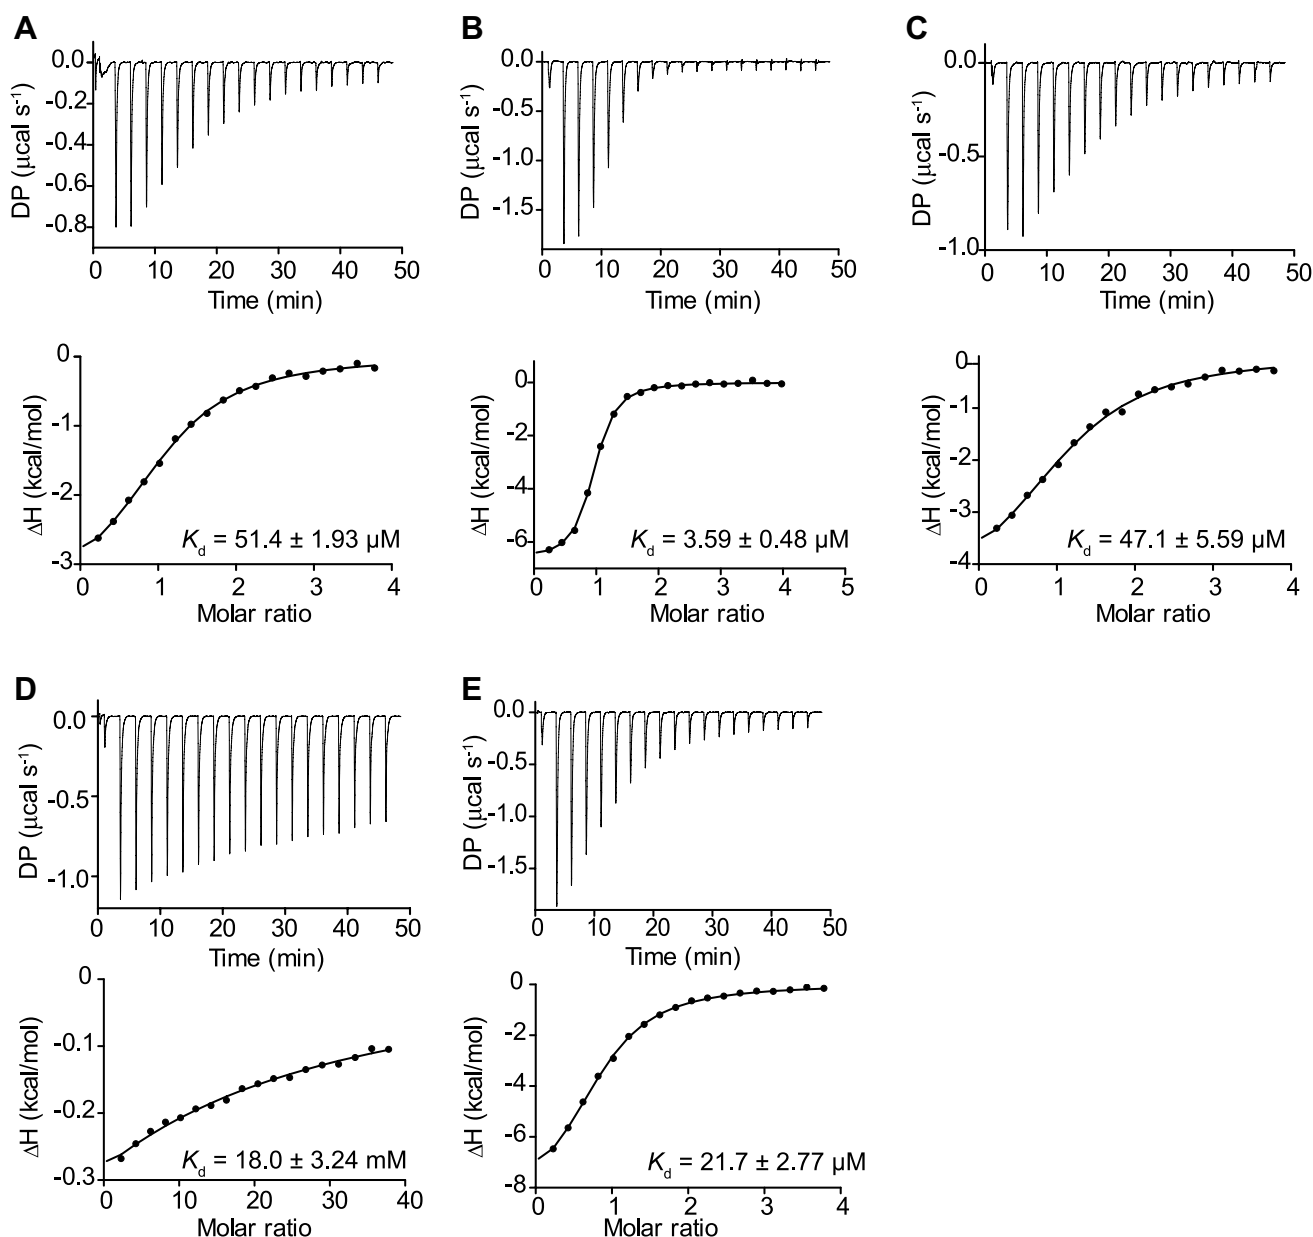 A
0.0
-0.2
-0.4
-0.6
-0.8
DP (µcal s⁻¹)
0 10 20 30 40 50
Time (min)
0
-1
-2
-3
ΔH (kcal/mol)
Kd = 51.4 ± 1.93 µM
0 1 2 3 4
Molar ratio
B
0.0
-0.5
-1.0
-1.5
DP (µcal s⁻¹)
0 10 20 30 40 50
Time (min)
0
-2
-4
-6
ΔH (kcal/mol)
Kd = 3.59 ± 0.48 µM
0 1 2 3 4 5
Molar ratio
C
0.0
-0.5
-1.0
DP (µcal s⁻¹)
0 10 20 30 40 50
Time (min)
0
-1
-2
-3
-4
ΔH (kcal/mol)
Kd = 47.1 ± 5.59 µM
0 1 2 3 4
Molar ratio
D
0.0
-0.5
-1.0
DP (µcal s⁻¹)
0 10 20 30 40 50
Time (min)
0
-0.1
-0.2
-0.3
ΔH (kcal/mol)
Kd = 18.0 ± 3.24 mM
0 10 20 30 40
Molar ratio
E
0.0
-0.5
-1.0
-1.5
DP (µcal s⁻¹)
0 10 20 30 40 50
Time (min)
0
-2
-4
-6
-8
ΔH (kcal/mol)
Kd = 21.7 ± 2.77 µM
0 1 2 3 4
Molar ratio